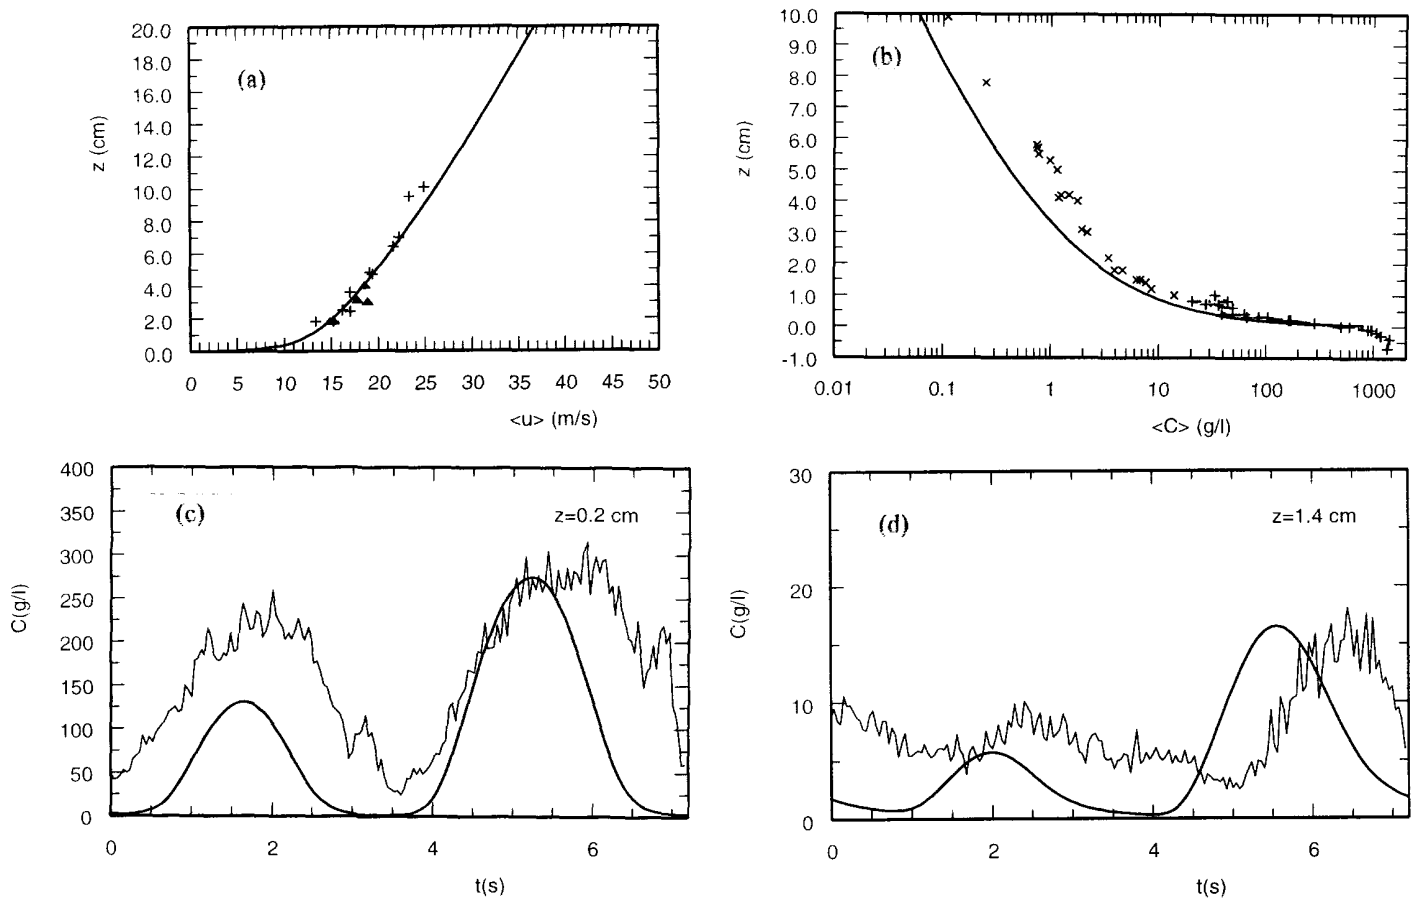 20.0
18.0
16.0
14.0
12.0
10.0
8.0
6.0
4.0
2.0
0.0
z (cm)
(a)
0 5 10 15 20 25 30 35 40 45 50
<u> (m/s)
10.0
9.0
8.0
7.0
6.0
5.0
4.0
3.0
2.0
1.0
0.0
-1.0
z (cm)
(b)
0.01 0.1 1 10 100 1000
<C> (g/l)
400
350
300
250
200
150
100
50
0
C(g/l)
(c)
z=0.2 cm
0 2 4 6
t(s)
30
20
10
0
C(g/l)
(d)
z=1.4 cm
0 2 4 6
t(s)